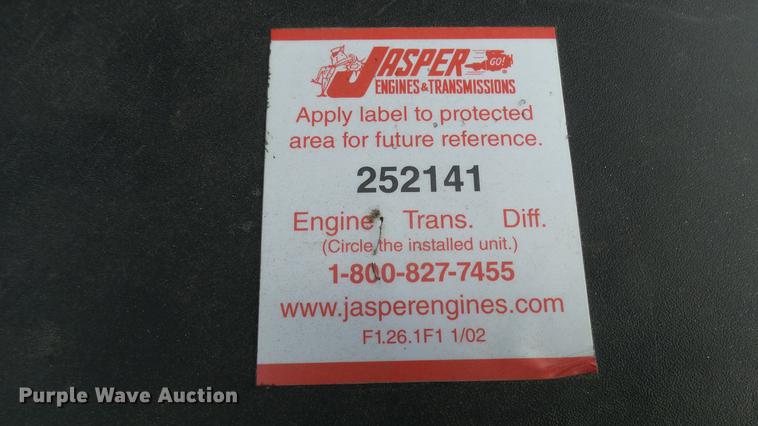 JASPER GO!
ENGINES & TRANSMISSIONS
Apply label to protected
area for future reference.
252141
Engine Trans. Diff.
(Circle the installed unit.)
1-800-827-7455
www.jasperengines.com
F1.26.1F1 1/02
Purple Wave Auction